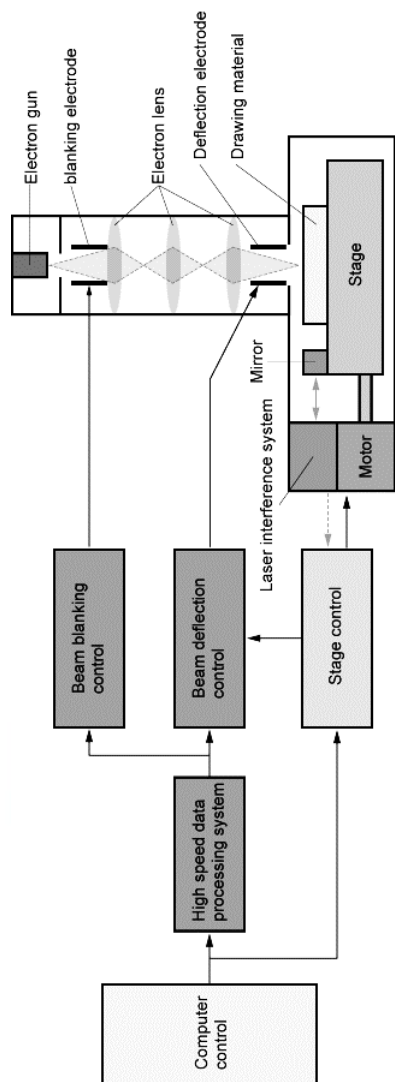 Computer
control
High speed data
processing system
Beam blanking
control
Beam deflection
control
Stage control
Electron gun
blanking electrode
Electron lens
Deflection electrode
Drawing material
Mirror
Laser interference system
Motor
Stage